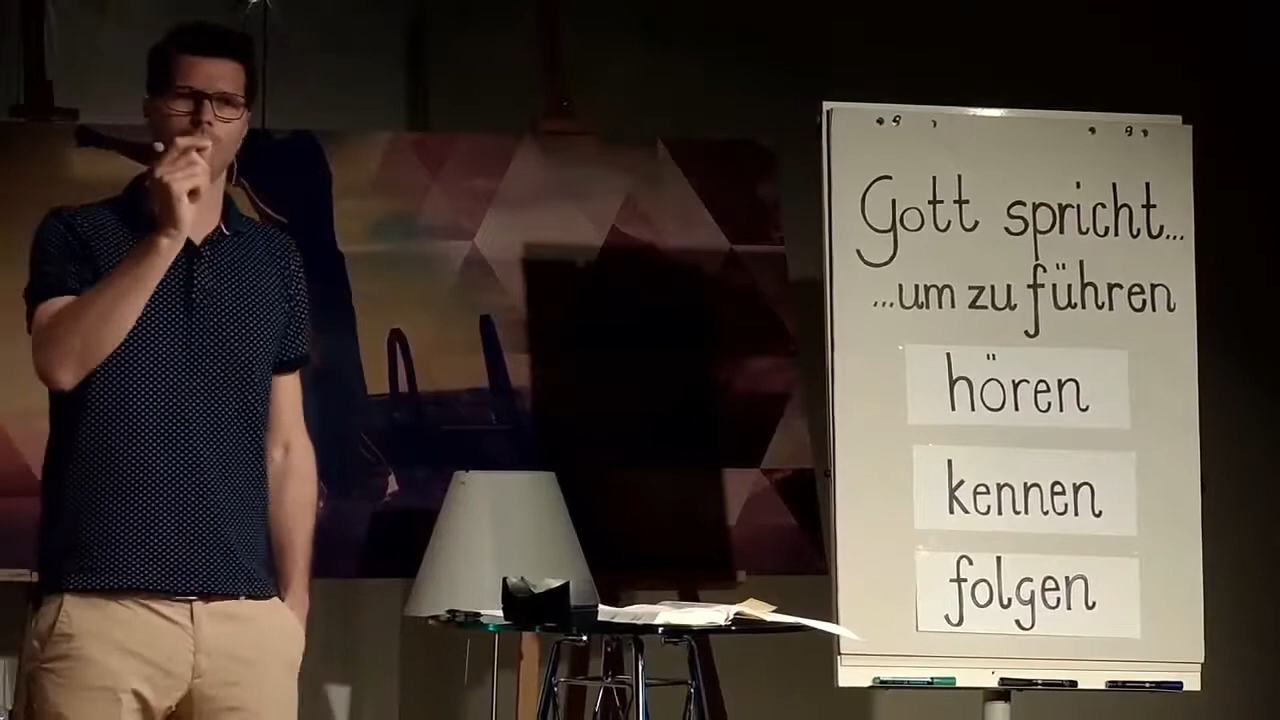 Gott spricht...
...um zu führen
hören
kennen
folgen